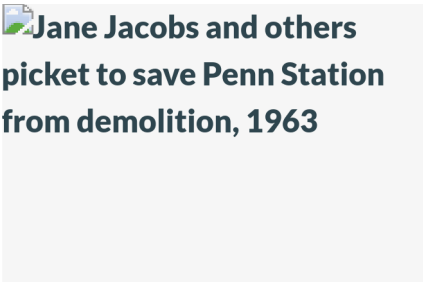 Jane Jacobs and others
picket to save Penn Station
from demolition, 1963